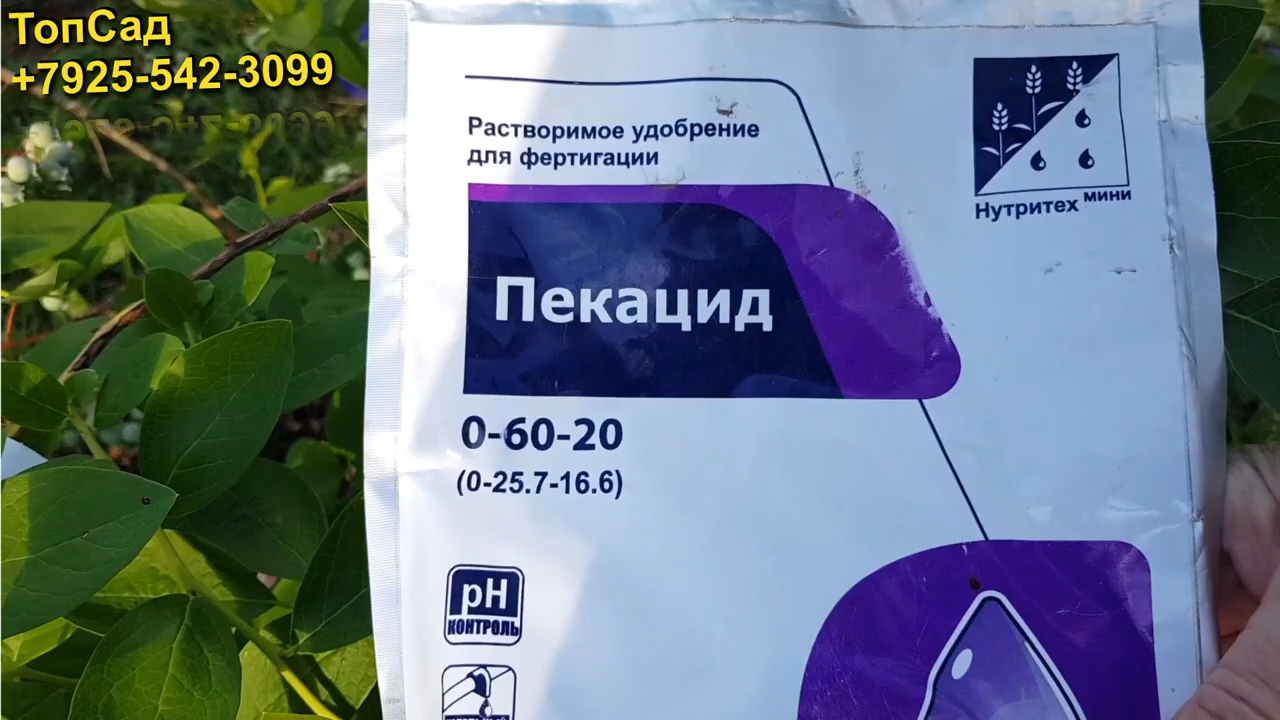 ТопСад
+7925-542-3099
Растворимое удобрение
для фертигации
Нутритех мини
Пекацид
0-60-20
(0-25.7-16.6)
pH
КОНТРОЛЬ